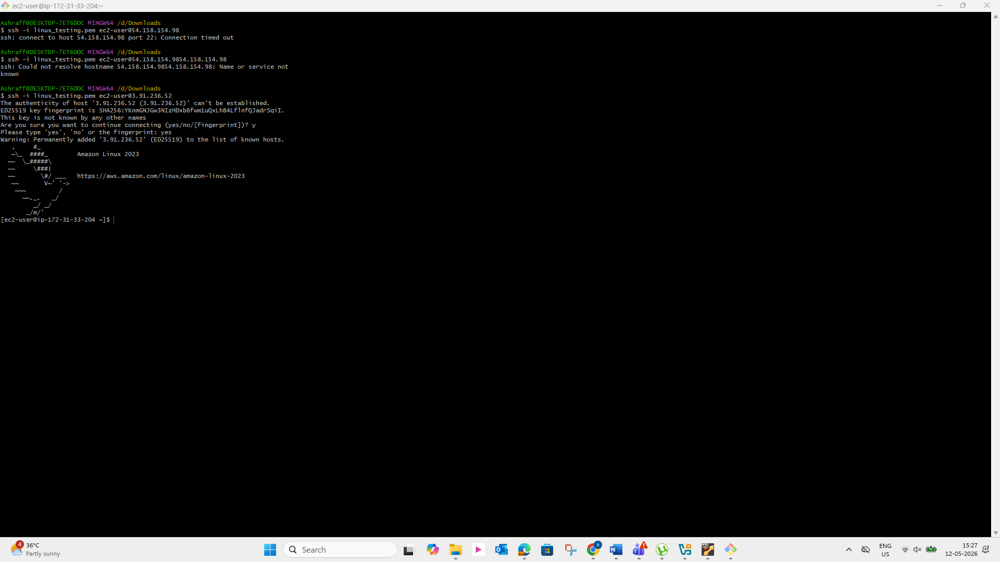 ec2-user@ip-172-31-33-204:~
Ashraff@DESKTOP-7ET6DOC MINGW64 /d/Downloads
$ ssh -i linux_testing.pem ec2-user@54.158.154.98
ssh: connect to host 54.158.154.98 port 22: Connection timed out
Ashraff@DESKTOP-7ET6DOC MINGW64 /d/Downloads
$ ssh -i linux_testing.pem ec2-user@54.158.154.9854.158.154.98
ssh: Could not resolve hostname 54.158.154.9854.158.154.98: Name or service not
known
Ashraff@DESKTOP-7ET6DOC MINGW64 /d/Downloads
$ ssh -i linux_testing.pem ec2-user@3.91.236.52
The authenticity of host '3.91.236.52 (3.91.236.52)' can't be established.
ED25519 key fingerprint is SHA256:YKnmGNJGw3NIzHDxb6fwm1uQxLhB4LflnfQJadrSqiI.
This key is not known by any other names
Are you sure you want to continue connecting (yes/no/[fingerprint])? y
Please type 'yes', 'no' or the fingerprint: yes
Warning: Permanently added '3.91.236.52' (ED25519) to the list of known hosts.
   ,     #_
   ~\_  ####_        Amazon Linux 2023
  ~~  \_#####\
  ~~     \###|
  ~~       \#/ ___   https://aws.amazon.com/linux/amazon-linux-2023
   ~~       V~' '->
    ~~~         /
      ~~._.   _/
         _/ _/
       _/m/'
[ec2-user@ip-172-31-33-204 ~]$
4
36°C
Partly sunny
Search
a
x64
ENG
US
15:27
12-05-2026